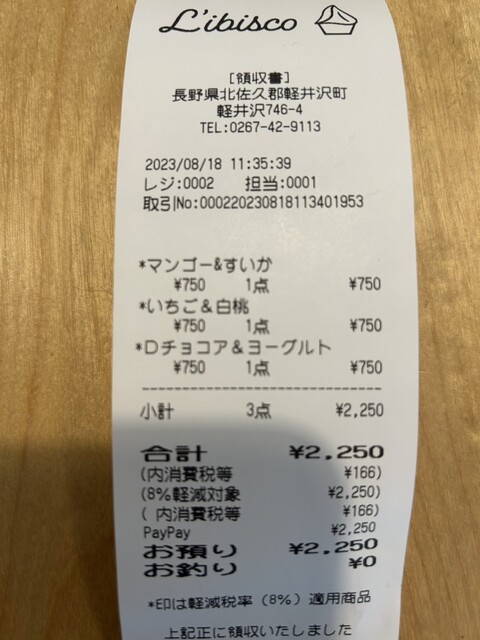 L'ibisco
[領収書]
長野県北佐久郡軽井沢町
軽井沢746-4
TEL:0267-42-9113
2023/08/18 11:35:39
レジ:0002 担当:0001
取引No:000220230818113401953
*マンゴー&すいか
¥750 1点 ¥750
*いちご&白桃
¥750 1点 ¥750
*Dチョコア&ヨーグルト
¥750 1点 ¥750
小計 3点 ¥2,250
合計 ¥2,250
(内消費税等 ¥166)
(8%軽減対象 ¥2,250)
( 内消費税等 ¥166)
PayPay ¥2,250
お預り ¥2,250
お釣り ¥0
*印は軽減税率(8%)適用商品
上記正に領収いたしました